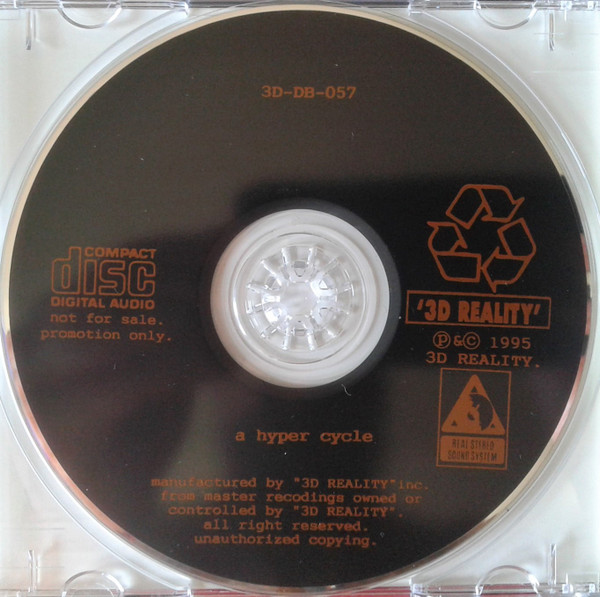 3D-DB-057
COMPACT
disc
DIGITAL AUDIO
not for sale.
promotion only.
'3D REALITY'
℗&© 1995
3D REALITY.
REAL STEREO
SOUND SYSTEM
a hyper cycle
manufactured by "3D REALITY"inc.
from master recodings owned or
controlled by "3D REALITY".
all right reserved.
unauthorized copying.